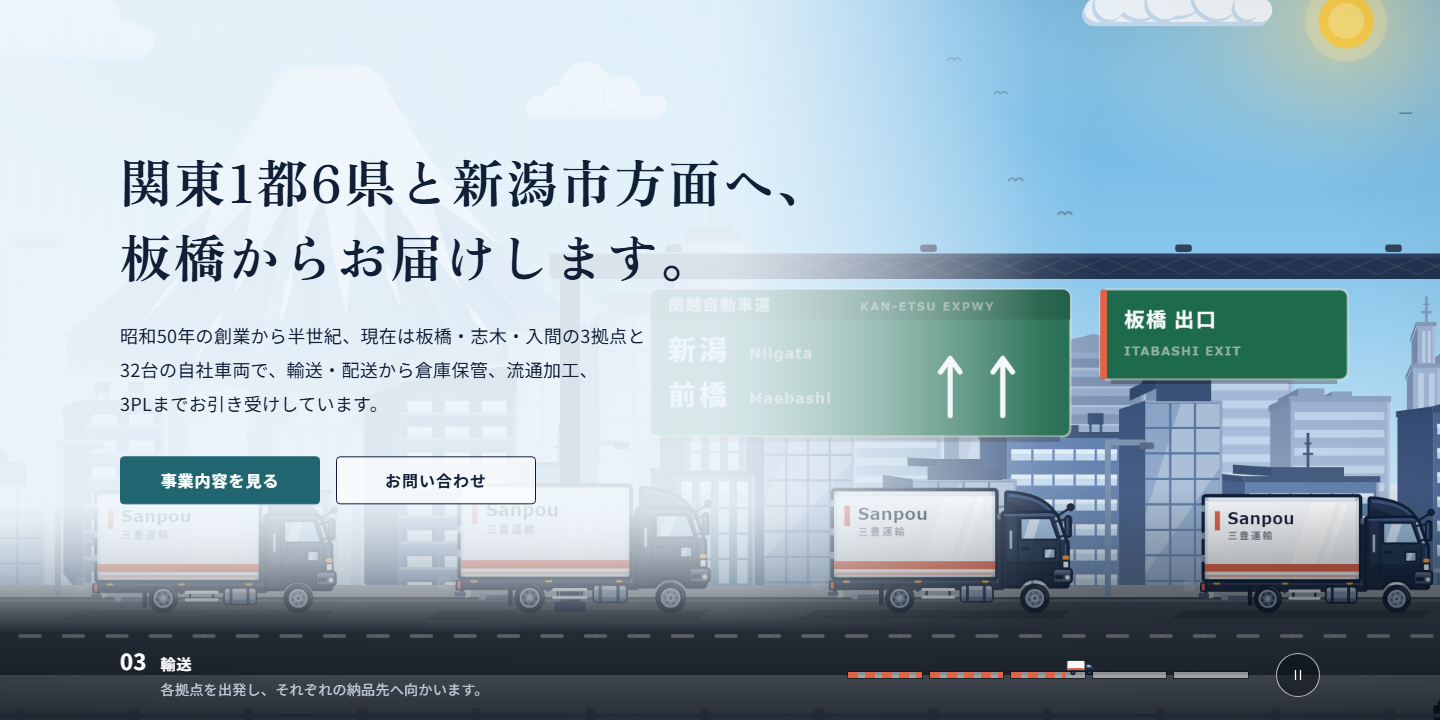 関東1都6県と新潟市方面へ、
板橋からお届けします。
昭和50年の創業から半世紀、現在は板橋・志木・入間の3拠点と
32台の自社車両で、輸送・配送から倉庫保管、流通加工、
3PLまでお引き受けしています。
事業内容を見る
お問い合わせ
関越自動車道 KAN-ETSU EXPWY
新潟 Niigata
前橋 Maebashi
板橋 出口
ITABASHI EXIT
Sanpou
三豊運輸
Sanpou
三豊運輸
Sanpou
三豊運輸
Sanpou
三豊運輸
03 輸送
各拠点を出発し、それぞれの納品先へ向かいます。